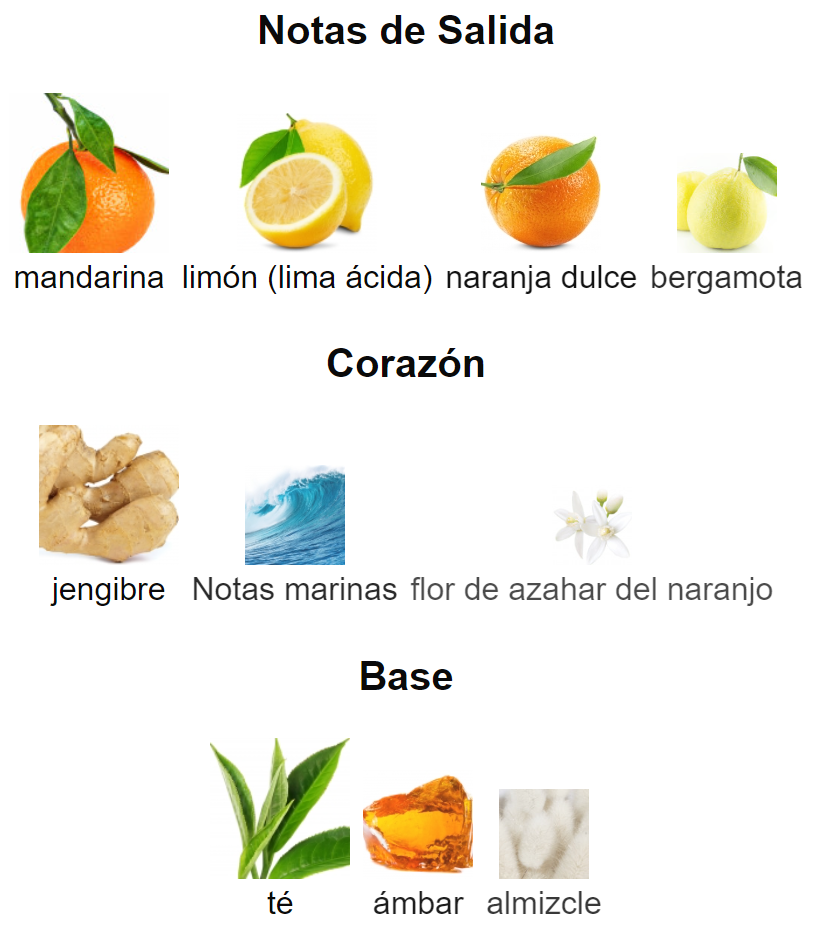 Notas de Salida
mandarina limón (lima ácida) naranja dulce bergamota
Corazón
jengibre Notas marinas flor de azahar del naranjo
Base
té ámbar almizcle